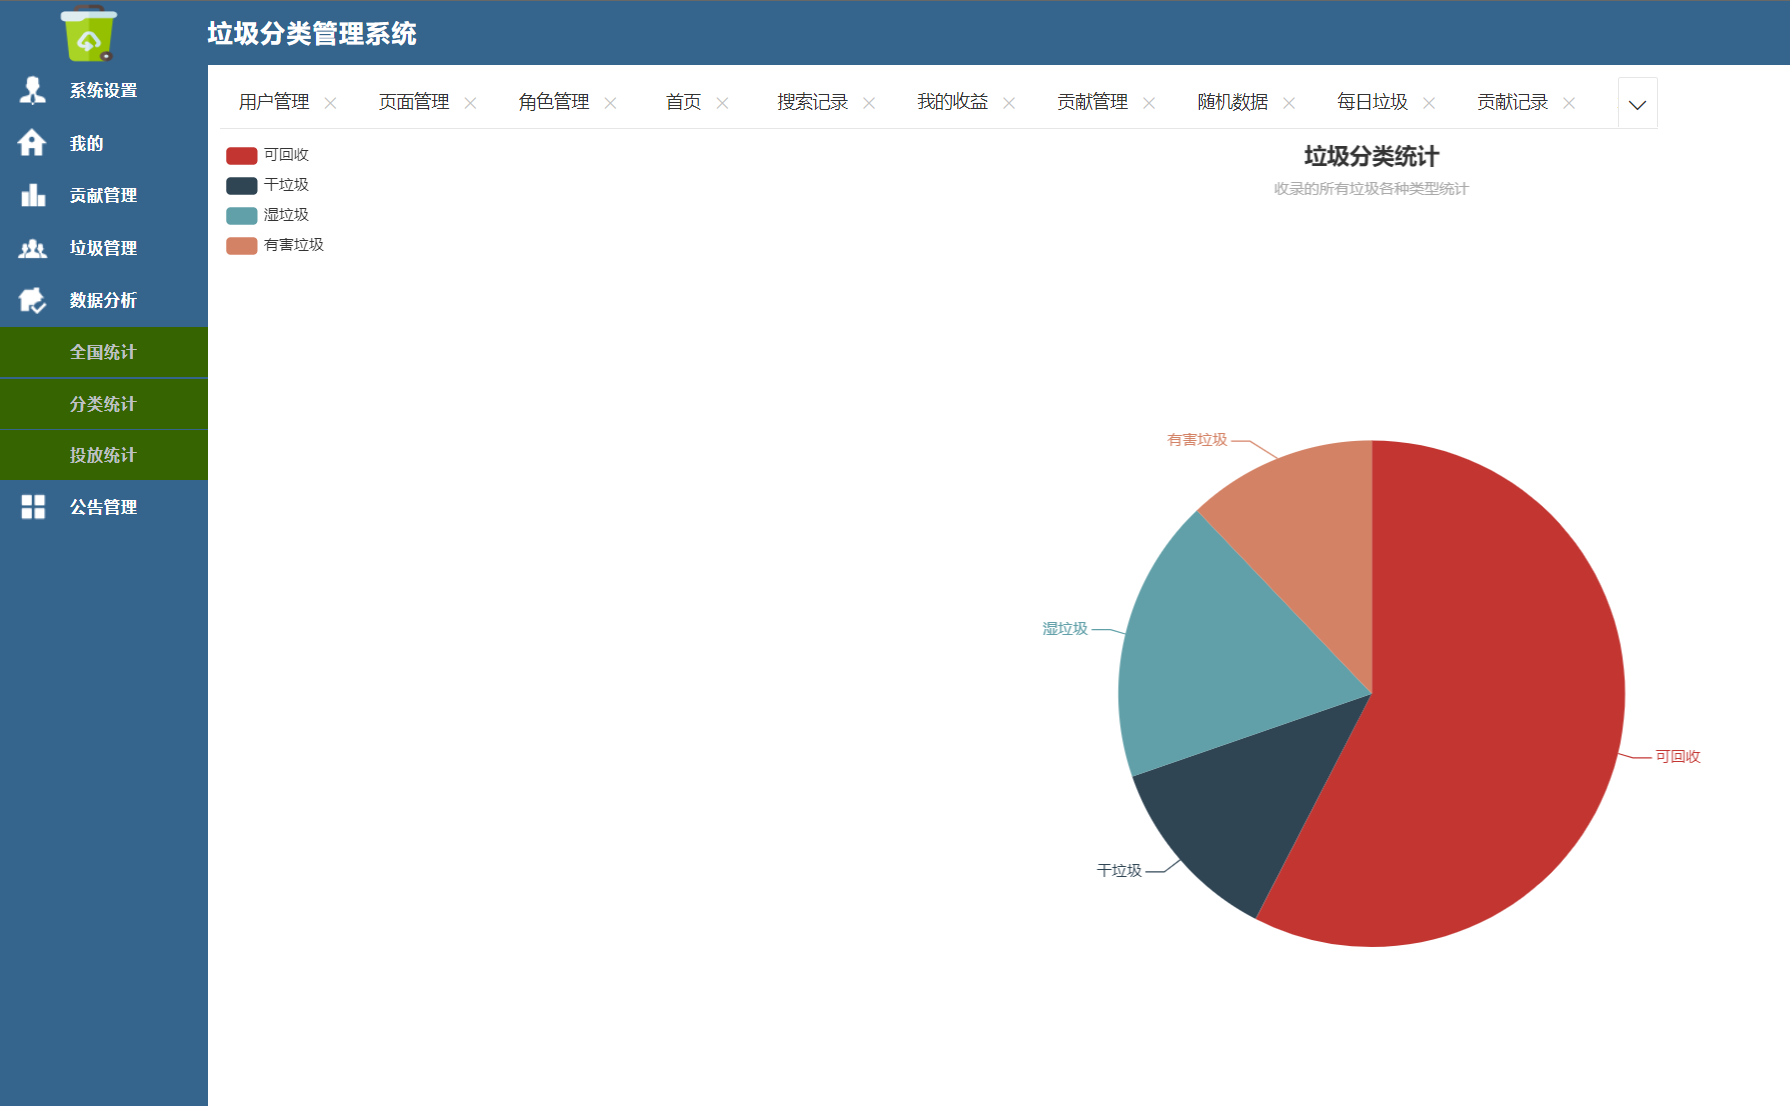 垃圾分类管理系统
系统设置
我的
贡献管理
垃圾管理
数据分析
全国统计
分类统计
投放统计
公告管理
用户管理 页面管理 角色管理 首页 搜索记录 我的收益 贡献管理 随机数据 每日垃圾 贡献记录
可回收
干垃圾
湿垃圾
有害垃圾
垃圾分类统计
收录的所有垃圾各种类型统计
有害垃圾
湿垃圾
可回收
干垃圾